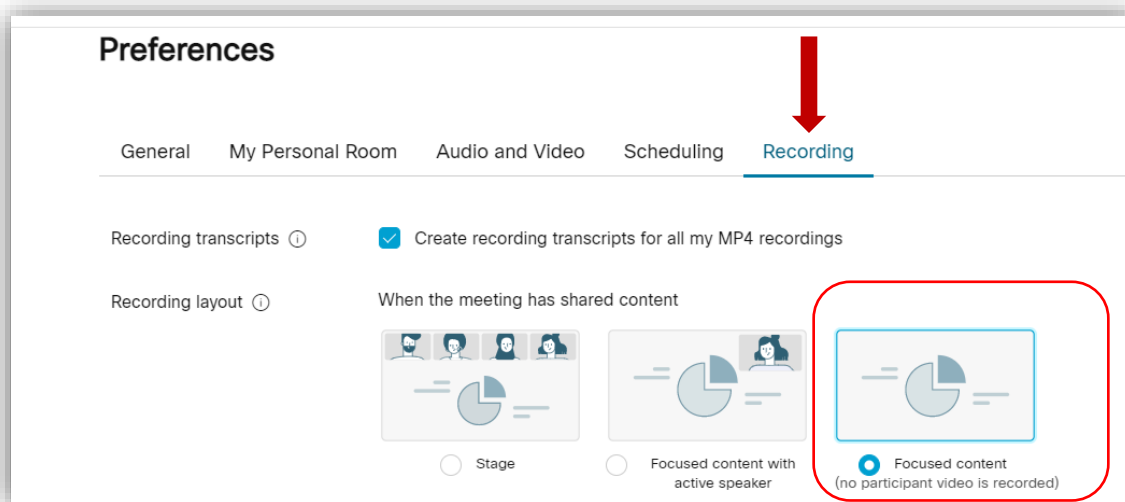 Preferences
General My Personal Room Audio and Video Scheduling Recording
Recording transcripts Create recording transcripts for all my MP4 recordings
Recording layout When the meeting has shared content
Stage
Focused content with
active speaker
Focused content
(no participant video is recorded)